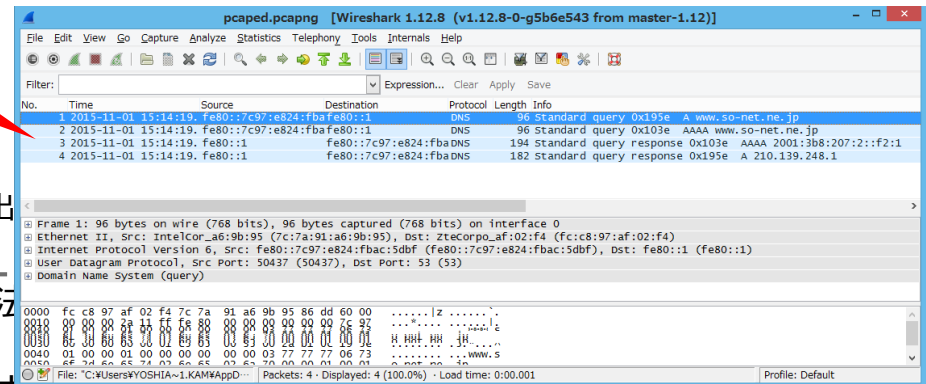 pcaped.pcapng [Wireshark 1.12.8 (v1.12.8-0-g5b6e543 from master-1.12)]
File Edit View Go Capture Analyze Statistics Telephony Tools Internals Help
Filter: Expression... Clear Apply Save
No. Time Source Destination Protocol Length Info
1 2015-11-01 15:14:19. fe80::7c97:e824:fba fe80::1 DNS 96 Standard query 0x195e A www.so-net.ne.jp
2 2015-11-01 15:14:19. fe80::7c97:e824:fba fe80::1 DNS 96 Standard query 0x103e AAAA www.so-net.ne.jp
3 2015-11-01 15:14:19. fe80::1 fe80::7c97:e824:fba DNS 194 Standard query response 0x103e AAAA 2001:3b8:207:2::f2:1
4 2015-11-01 15:14:19. fe80::1 fe80::7c97:e824:fba DNS 182 Standard query response 0x195e A 210.139.248.1
出
Frame 1: 96 bytes on wire (768 bits), 96 bytes captured (768 bits) on interface 0
Ethernet II, Src: IntelCor_a6:9b:95 (7c:7a:91:a6:9b:95), Dst: ZteCorpo_af:02:f4 (fc:c8:97:af:02:f4)
Internet Protocol Version 6, Src: fe80::7c97:e824:fbac:5dbf (fe80::7c97:e824:fbac:5dbf), Dst: fe80::1 (fe80::1)
User Datagram Protocol, Src Port: 50437 (50437), Dst Port: 53 (53)
Domain Name System (query)
法
0000 fc c8 97 af 02 f4 7c 7a 91 a6 9b 95 86 dd 60 00 ......|z ......`.
0040 01 00 00 01 00 00 00 00 00 00 03 77 77 77 06 73 ........ ...www.s
File: "C:¥Users¥YOSHIA~1.KAM¥AppD… Packets: 4 · Displayed: 4 (100.0%) · Load time: 0:00.001 Profile: Default